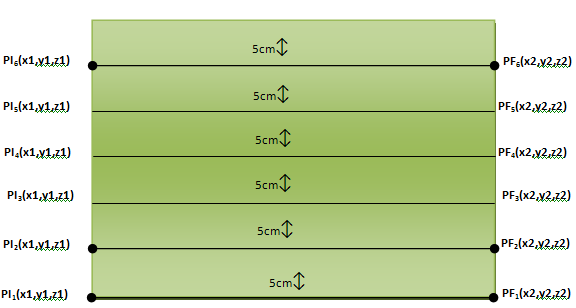 5cm
PI₆(x1,y1,z1) PF₆(x2,y2,z2)
5cm
PI₅(x1,y1,z1) PF₅(x2,y2,z2)
5cm
PI₄(x1,y1,z1) PF₄(x2,y2,z2)
5cm
PI₃(x1,y1,z1) PF₃(x2,y2,z2)
5cm
PI₂(x1,y1,z1) PF₂(x2,y2,z2)
5cm
PI₁(x1,y1,z1) PF₁(x2,y2,z2)